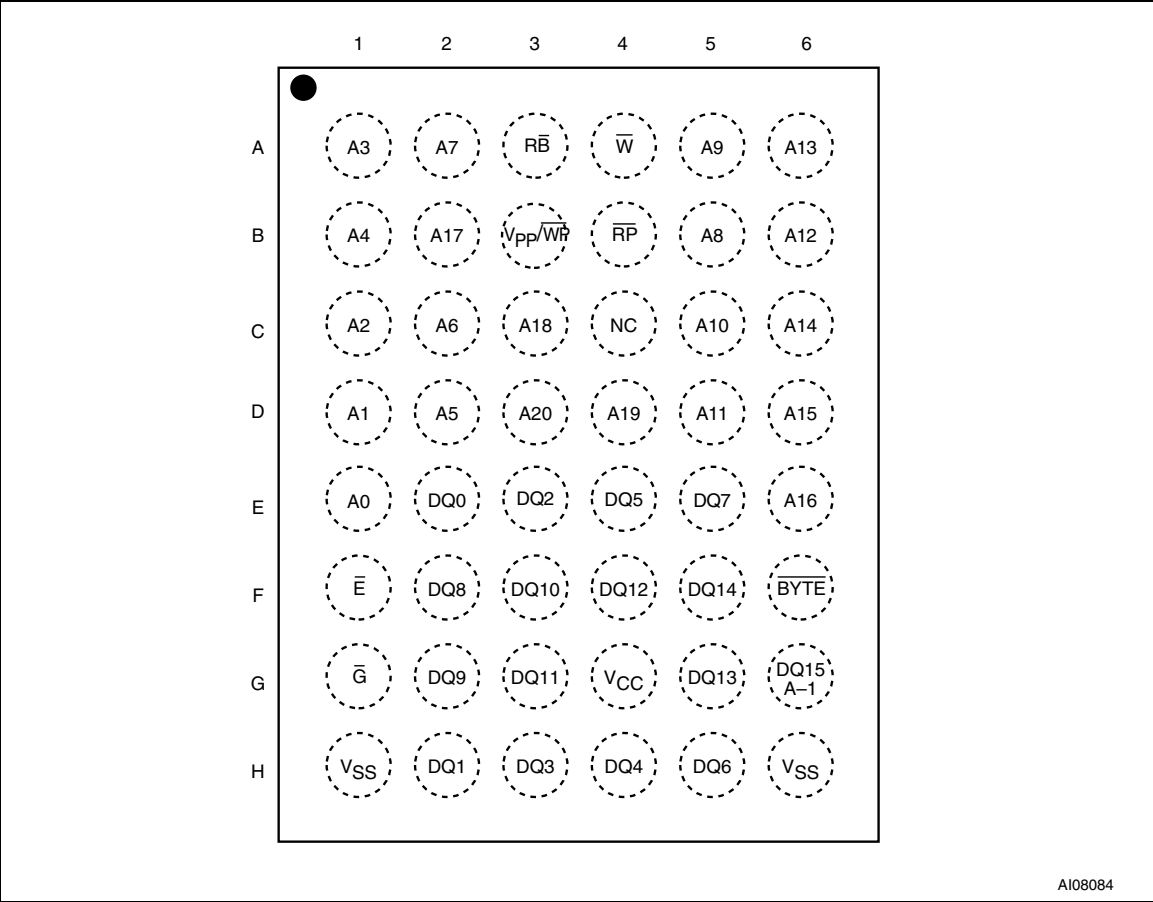 1 2 3 4 5 6
A A3 A7 RB̅ W̅ A9 A13
B A4 A17 VPP/W̅P̅ R̅P̅ A8 A12
C A2 A6 A18 NC A10 A14
D A1 A5 A20 A19 A11 A15
E A0 DQ0 DQ2 DQ5 DQ7 A16
F E̅ DQ8 DQ10 DQ12 DQ14 B̅Y̅T̅E̅
G G̅ DQ9 DQ11 VCC DQ13 DQ15
A–1
H VSS DQ1 DQ3 DQ4 DQ6 VSS
AI08084